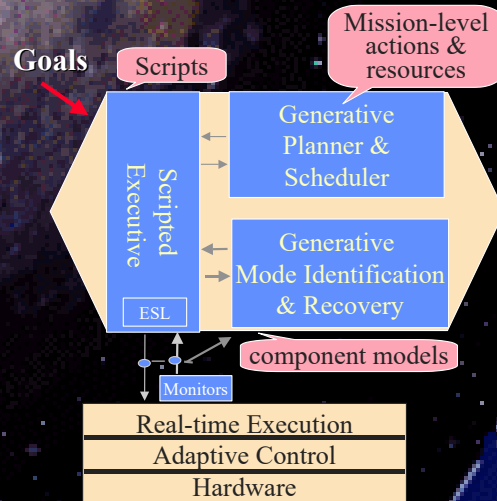 Goals
Scripts
Mission-level
actions &
resources
Scripted
Executive
ESL
Generative
Planner &
Scheduler
Generative
Mode Identification
& Recovery
component models
Monitors
Real-time Execution
Adaptive Control
Hardware